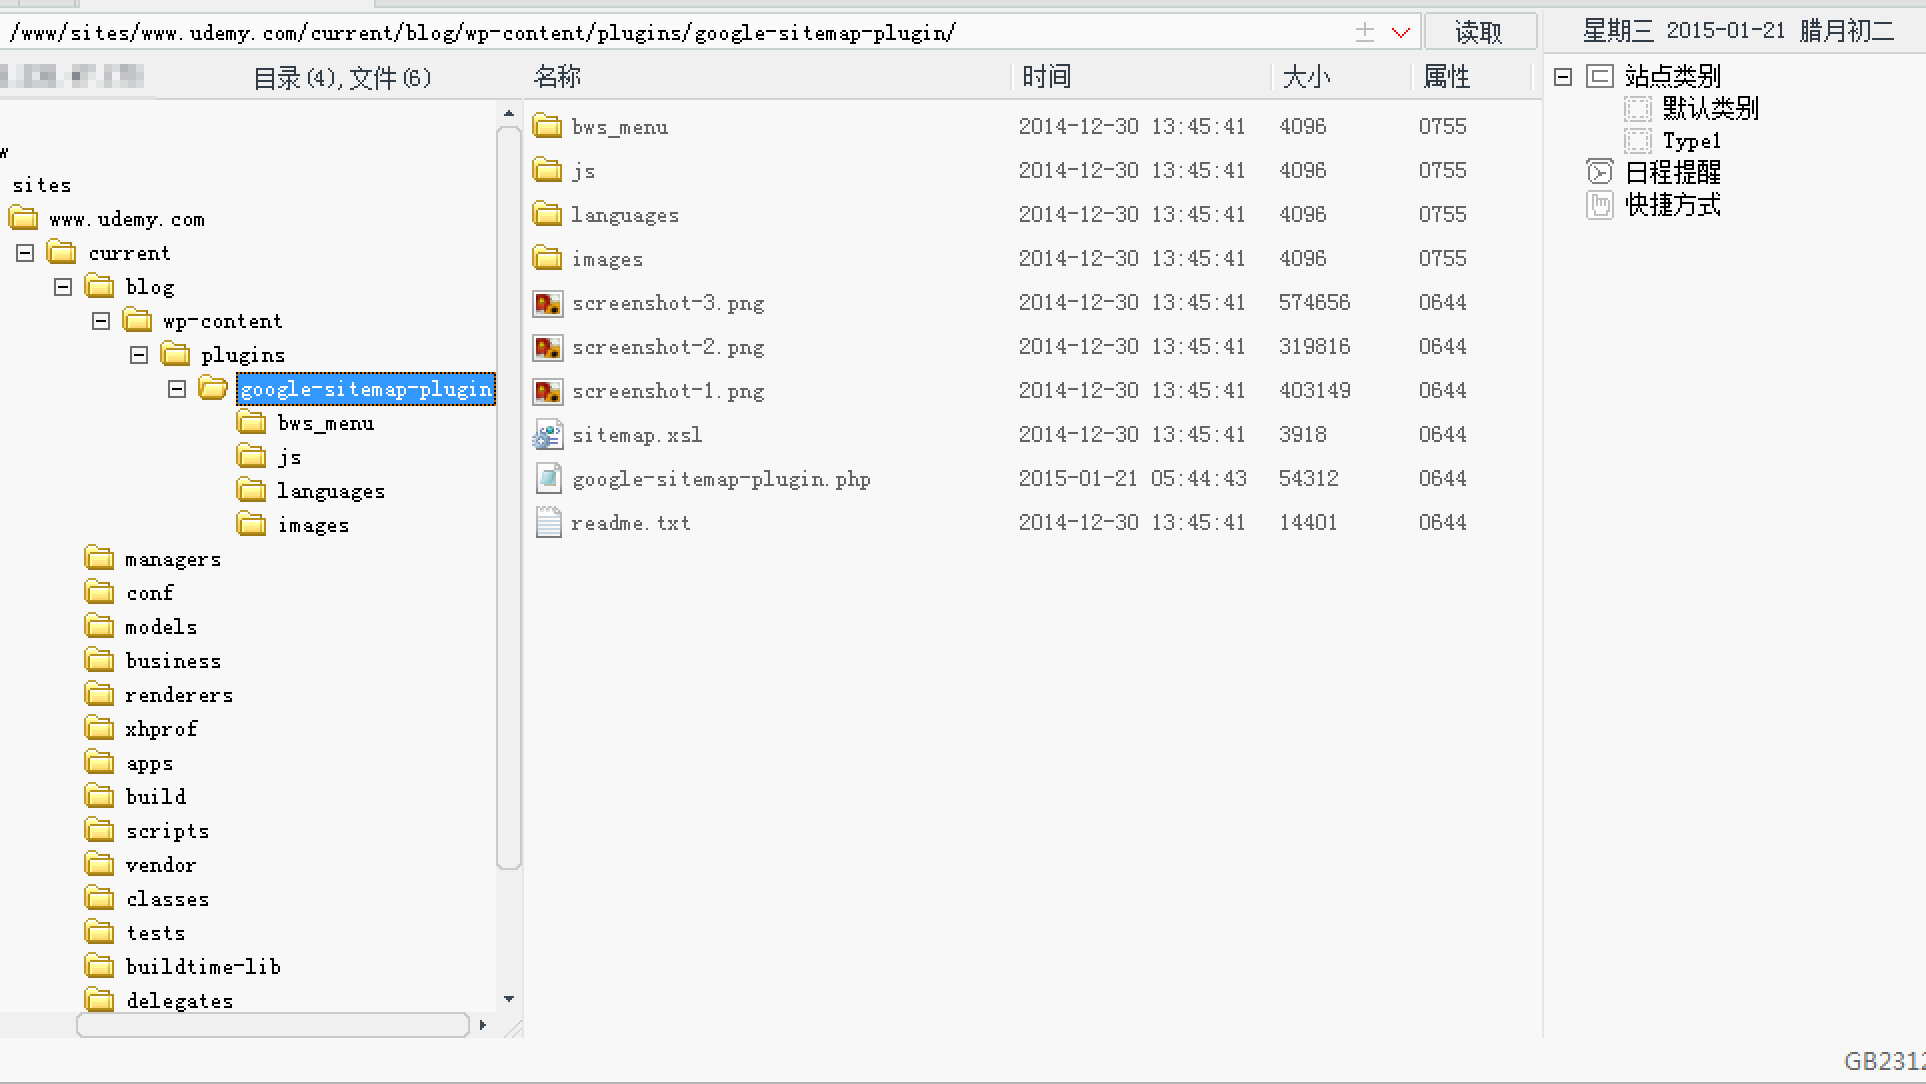 /www/sites/www.udemy.com/current/blog/wp-content/plugins/google-sitemap-plugin/
读取
星期三 2015-01-21 腊月初二
目录(4),文件(6)
名称 时间 大小 属性
sites
www.udemy.com
current
blog
wp-content
plugins
google-sitemap-plugin
bws_menu
js
languages
images
managers
conf
models
business
renderers
xhprof
apps
build
scripts
vendor
classes
tests
buildtime-lib
delegates
bws_menu 2014-12-30 13:45:41 4096 0755
js 2014-12-30 13:45:41 4096 0755
languages 2014-12-30 13:45:41 4096 0755
images 2014-12-30 13:45:41 4096 0755
screenshot-3.png 2014-12-30 13:45:41 574656 0644
screenshot-2.png 2014-12-30 13:45:41 319816 0644
screenshot-1.png 2014-12-30 13:45:41 403149 0644
sitemap.xsl 2014-12-30 13:45:41 3918 0644
google-sitemap-plugin.php 2015-01-21 05:44:43 54312 0644
readme.txt 2014-12-30 13:45:41 14401 0644
站点类别
默认类别
Type1
日程提醒
快捷方式
GB2312